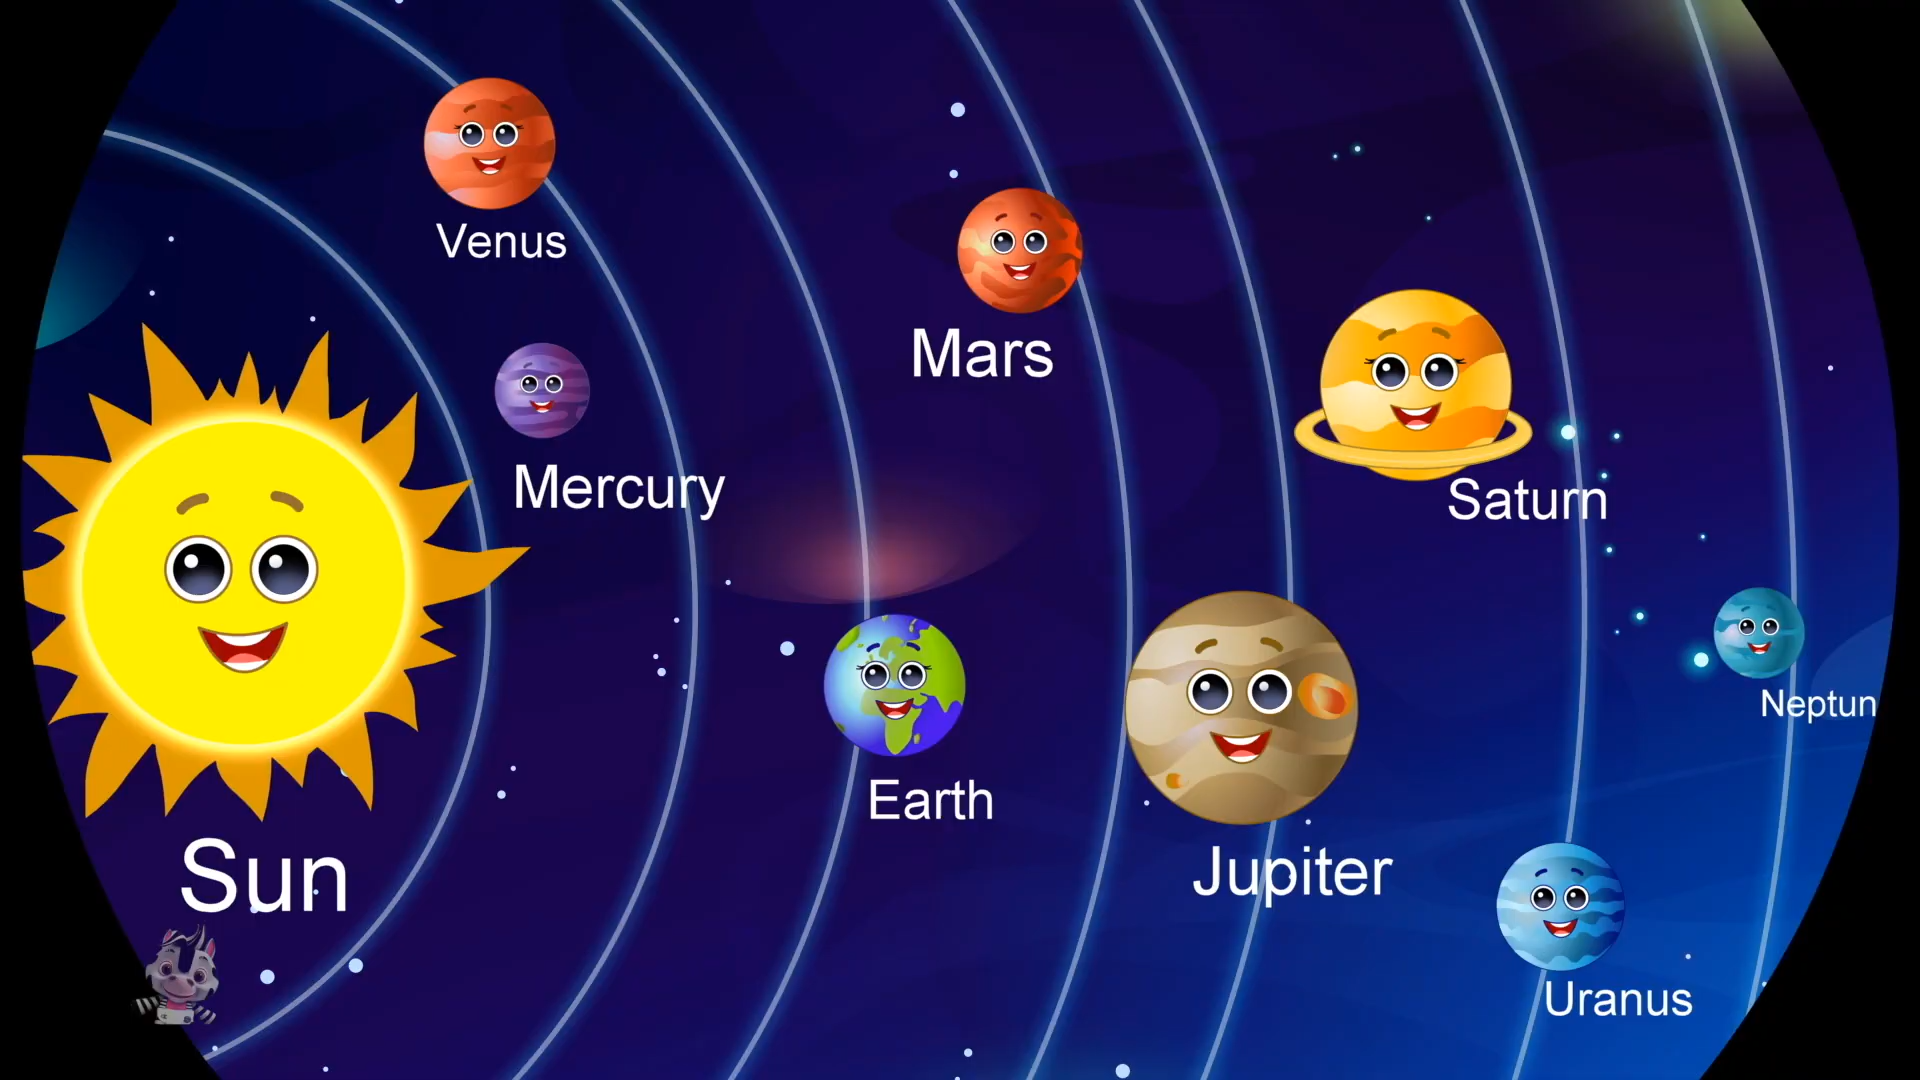 Venus
Mars
Mercury
Saturn
Neptun
Earth
Jupiter
Sun
Uranus